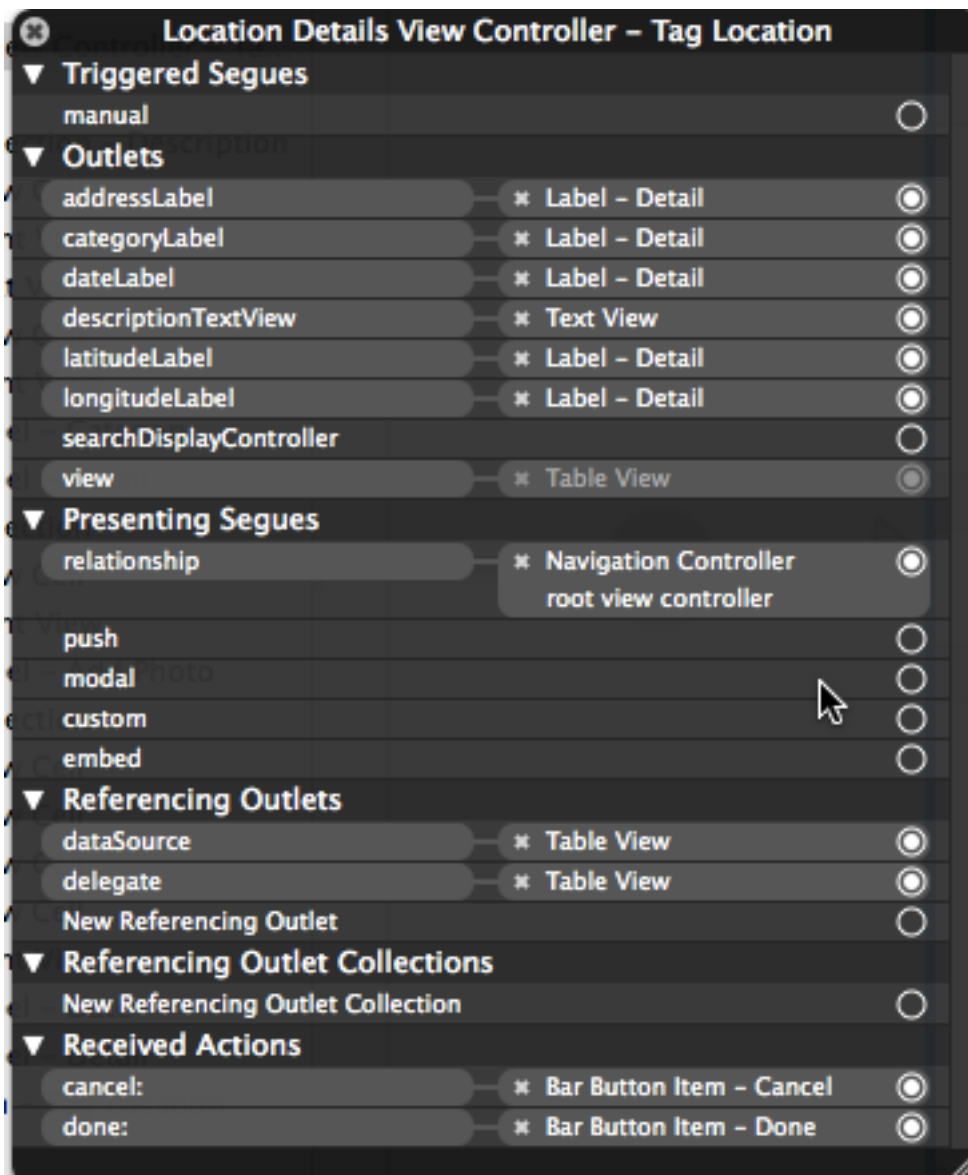 Location Details View Controller – Tag Location
▼ Triggered Segues
manual
▼ Outlets
addressLabel ✖ Label – Detail
categoryLabel ✖ Label – Detail
dateLabel ✖ Label – Detail
descriptionTextView ✖ Text View
latitudeLabel ✖ Label – Detail
longitudeLabel ✖ Label – Detail
searchDisplayController
view ✖ Table View
▼ Presenting Segues
relationship ✖ Navigation Controller
root view controller
push
modal
custom
embed
▼ Referencing Outlets
dataSource ✖ Table View
delegate ✖ Table View
New Referencing Outlet
▼ Referencing Outlet Collections
New Referencing Outlet Collection
▼ Received Actions
cancel: ✖ Bar Button Item – Cancel
done: ✖ Bar Button Item – Done